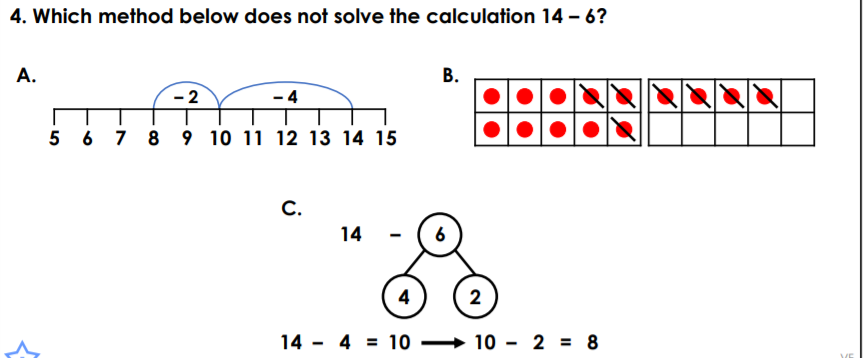 4. Which method below does not solve the calculation 14 – 6?
A.
B.
– 2
– 4
5 6 7 8 9 10 11 12 13 14 15
C.
14 – 6
4 2
14 – 4 = 10 → 10 – 2 = 8